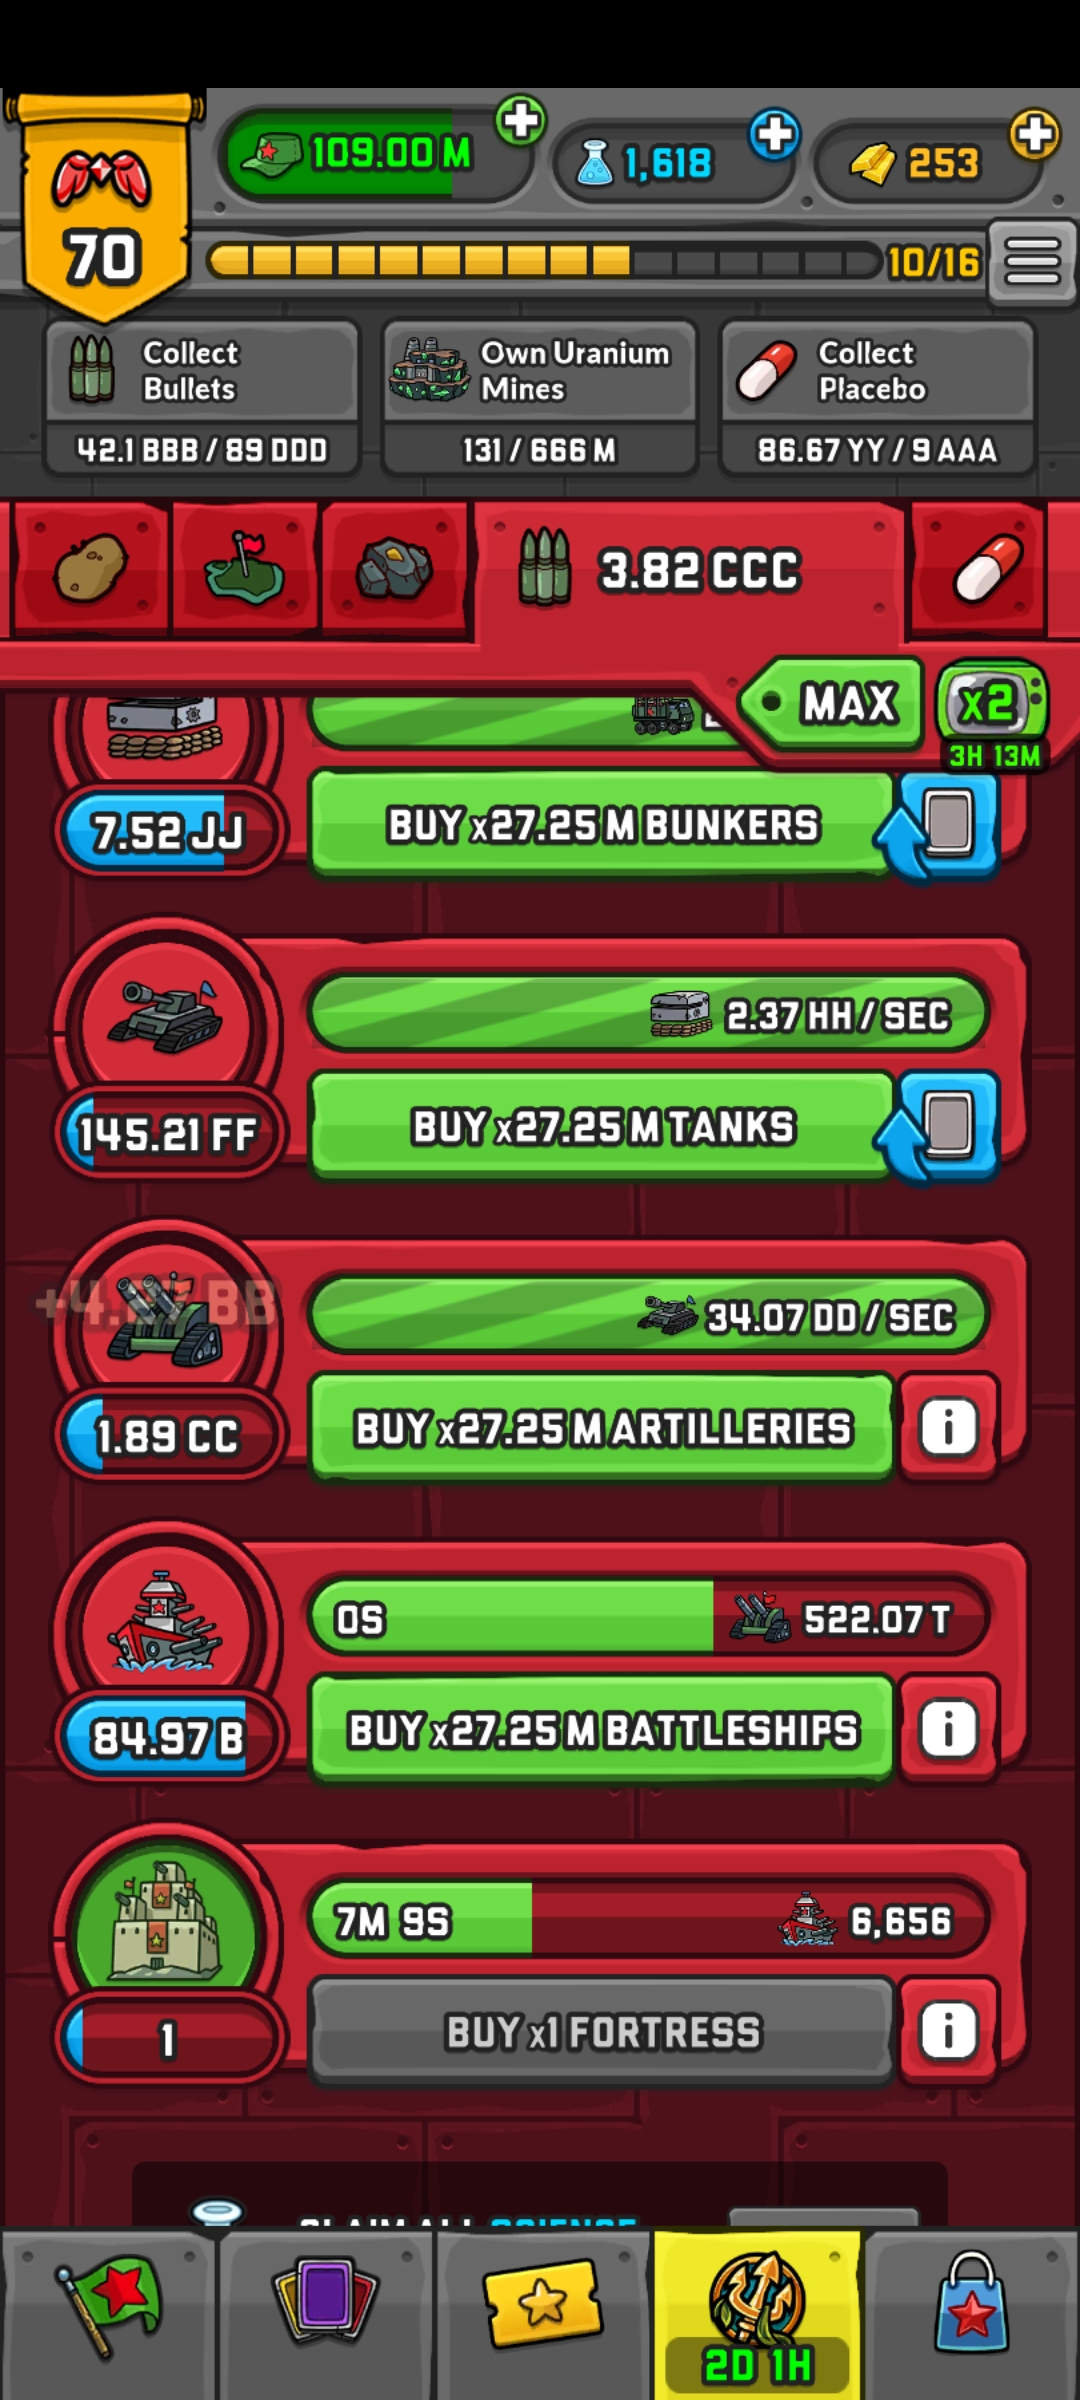 109.00 M
1,618
253
70
10/16
Collect
Bullets
42.1 BBB / 89 DDD
Own Uranium
Mines
131 / 666 M
Collect
Placebo
86.67 YY / 9 AAA
3.82 CCC
MAX
x2
3H 13M
7.52 JJ
BUY x27.25 M BUNKERS
2.37 HH / SEC
145.21 FF
BUY x27.25 M TANKS
34.07 DD / SEC
1.89 CC
BUY x27.25 M ARTILLERIES
0S
522.07 T
84.97 B
BUY x27.25 M BATTLESHIPS
7M 9S
6,656
1
BUY x1 FORTRESS
CLAIM ALL SCIENCE
2D 1H